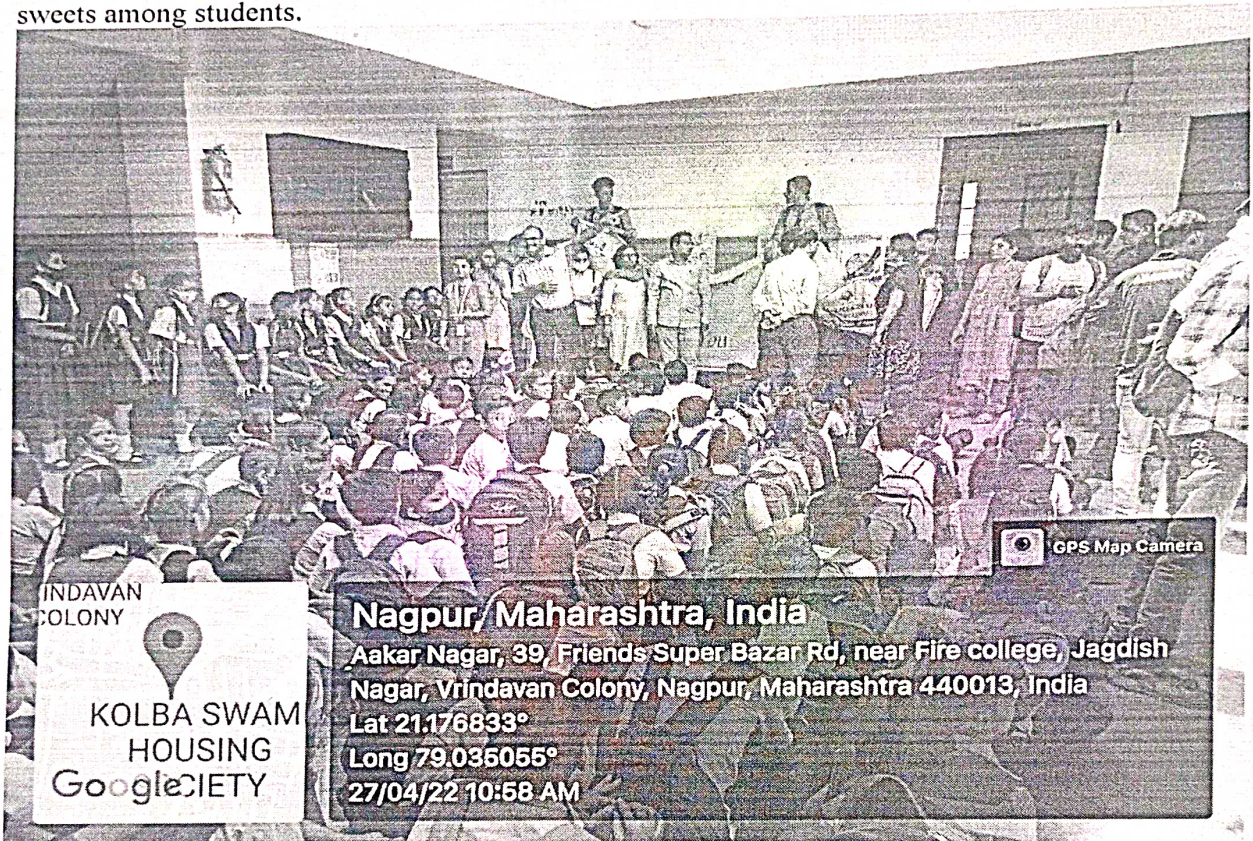 sweets among students.
GPS Map Camera
INDAVAN
COLONY
KOLBA SWAM
HOUSING
CIETY
Google
Nagpur, Maharashtra, India
Aakar Nagar, 39, Friends Super Bazar Rd, near Fire college, Jagdish
Nagar, Vrindavan Colony, Nagpur, Maharashtra 440013, India
Lat 21.176833°
Long 79.035055°
27/04/22 10:58 AM